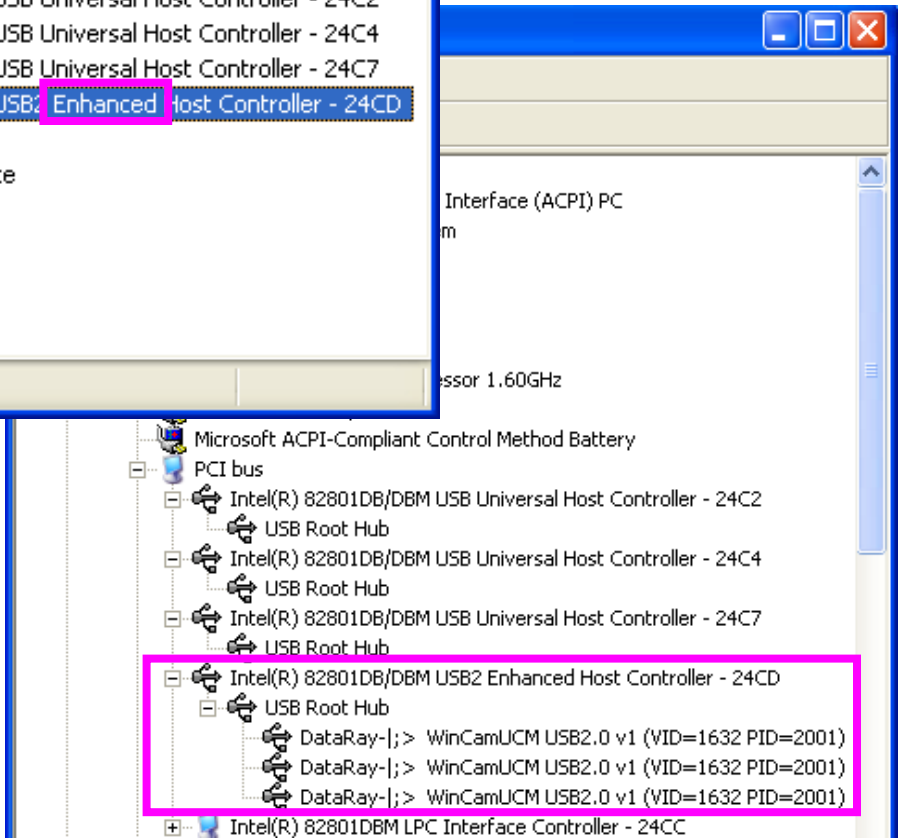 USB Universal Host Controller - 24C2
USB Universal Host Controller - 24C4
USB Universal Host Controller - 24C7
USB2 Enhanced Host Controller - 24CD
Interface (ACPI) PC
1.60GHz
Microsoft ACPI-Compliant Control Method Battery
PCI bus
Intel(R) 82801DB/DBM USB Universal Host Controller - 24C2
USB Root Hub
Intel(R) 82801DB/DBM USB Universal Host Controller - 24C4
USB Root Hub
Intel(R) 82801DB/DBM USB Universal Host Controller - 24C7
USB Root Hub
Intel(R) 82801DB/DBM USB2 Enhanced Host Controller - 24CD
USB Root Hub
DataRay-|;> WinCamUCM USB2.0 v1 (VID=1632 PID=2001)
DataRay-|;> WinCamUCM USB2.0 v1 (VID=1632 PID=2001)
DataRay-|;> WinCamUCM USB2.0 v1 (VID=1632 PID=2001)
Intel(R) 82801DBM LPC Interface Controller - 24CC